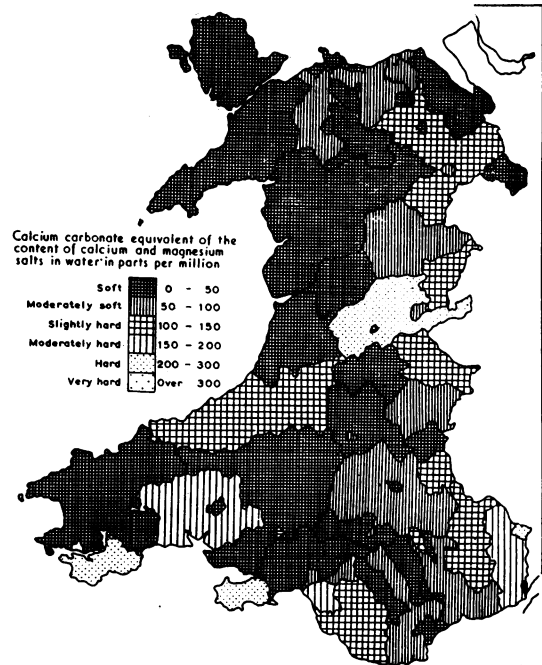 Calcium carbonate equivalent of the
content of calcium and magnesium
salts in water in parts per million
Soft 0 - 50
Moderately soft 50 - 100
Slightly hard 100 - 150
Moderately hard 150 - 200
Hard 200 - 300
Very hard Over 300